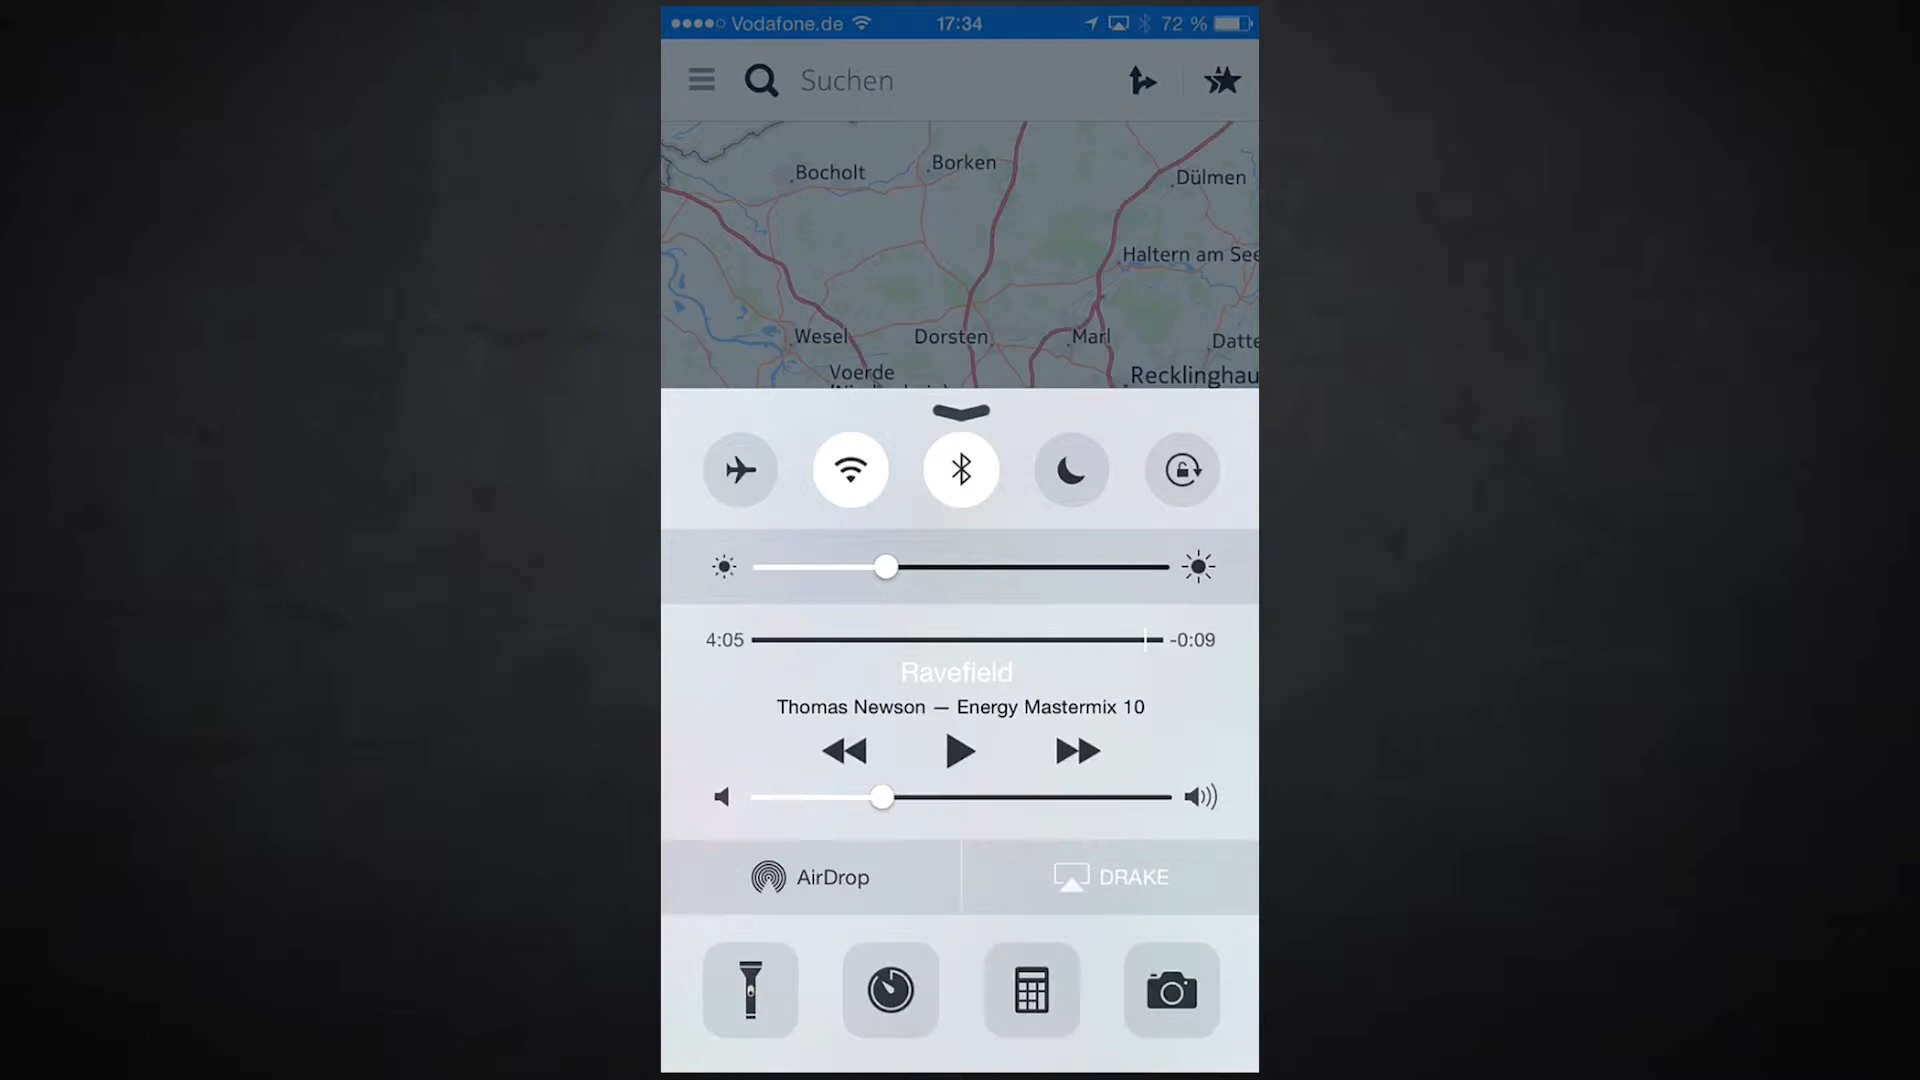 Vodafone.de 17:34 72 %
Suchen
Bocholt
Borken
Dülmen
Haltern am See
Wesel
Dorsten
Marl
Datte
Voerde
Recklinghau
4:05 -0:09
Ravefield
Thomas Newson — Energy Mastermix 10
AirDrop
DRAKE